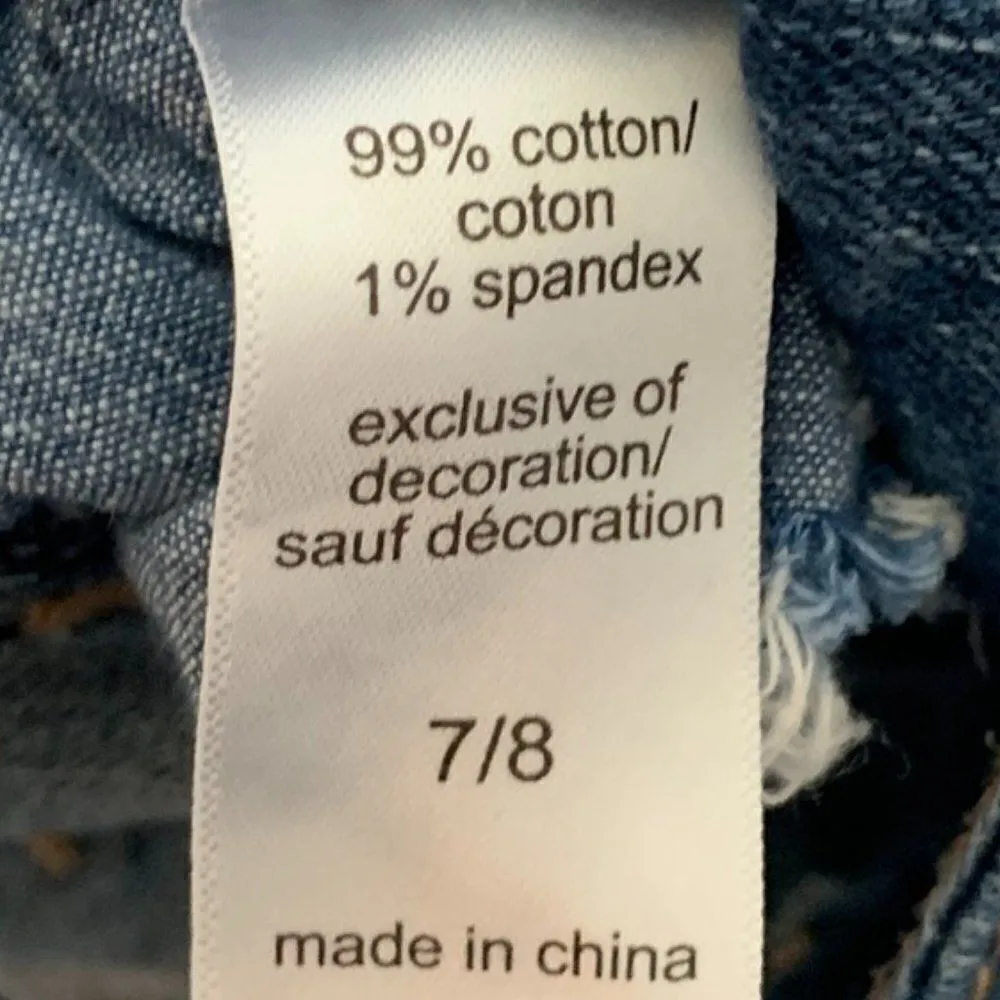 99% cotton/
coton
1% spandex
exclusive of
decoration/
sauf décoration
7/8
made in china